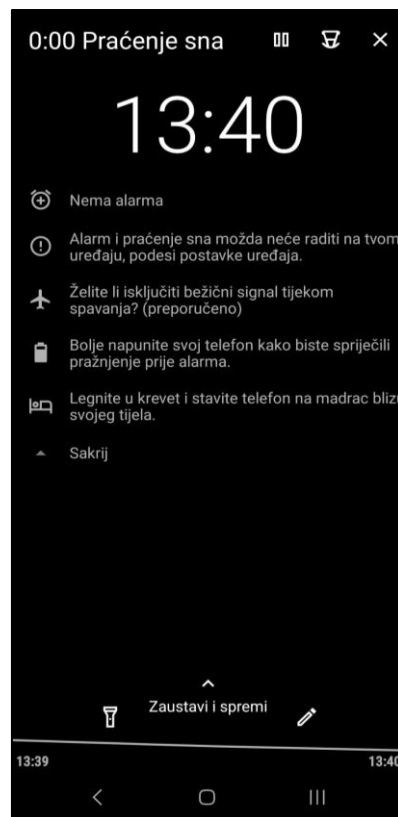 0:00 Praćenje sna
13:40
Nema alarma
Alarm i praćenje sna možda neće raditi na tvom
uređaju, podesi postavke uređaja.
Želite li isključiti bežični signal tijekom
spavanja? (preporučeno)
Bolje napunite svoj telefon kako biste spriječili
pražnjenje prije alarma.
Legnite u krevet i stavite telefon na madrac blizu
svojeg tijela.
Sakrij
Zaustavi i spremi
13:39
13:40